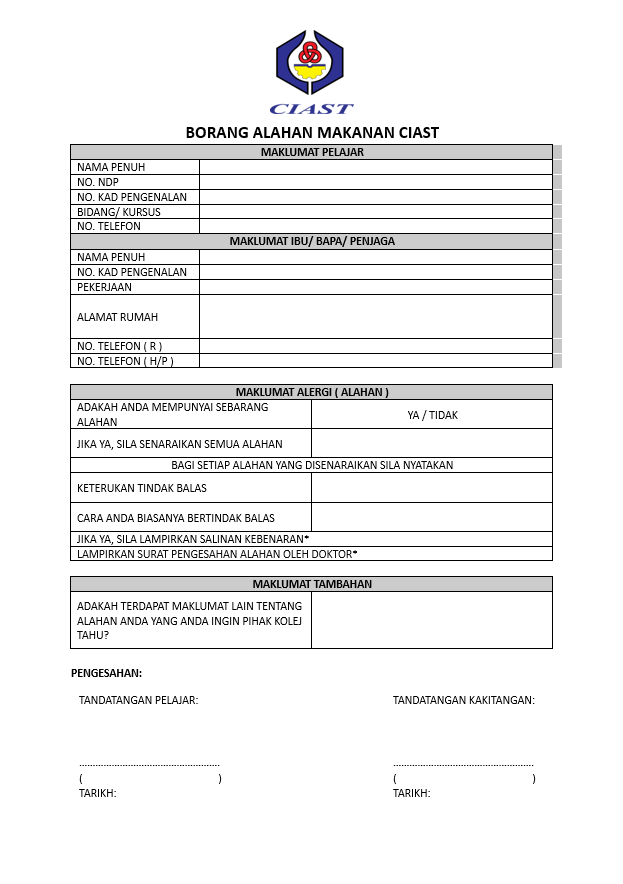 CIAST
BORANG ALAHAN MAKANAN CIAST
MAKLUMAT PELAJAR
NAMA PENUH
NO. NDP
NO. KAD PENGENALAN
BIDANG/ KURSUS
NO. TELEFON
MAKLUMAT IBU/ BAPA/ PENJAGA
NAMA PENUH
NO. KAD PENGENALAN
PEKERJAAN
ALAMAT RUMAH
NO. TELEFON ( R )
NO. TELEFON ( H/P )
MAKLUMAT ALERGI ( ALAHAN )
ADAKAH ANDA MEMPUNYAI SEBARANG
ALAHAN
YA / TIDAK
JIKA YA, SILA SENARAIKAN SEMUA ALAHAN
BAGI SETIAP ALAHAN YANG DISENARAIKAN SILA NYATAKAN
KETERUKAN TINDAK BALAS
CARA ANDA BIASANYA BERTINDAK BALAS
JIKA YA, SILA LAMPIRKAN SALINAN KEBENARAN*
LAMPIRKAN SURAT PENGESAHAN ALAHAN OLEH DOKTOR*
MAKLUMAT TAMBAHAN
ADAKAH TERDAPAT MAKLUMAT LAIN TENTANG
ALAHAN ANDA YANG ANDA INGIN PIHAK KOLEJ
TAHU?
PENGESAHAN:
TANDATANGAN PELAJAR:
TANDATANGAN KAKITANGAN:
....................................................
....................................................
( )
( )
TARIKH:
TARIKH: